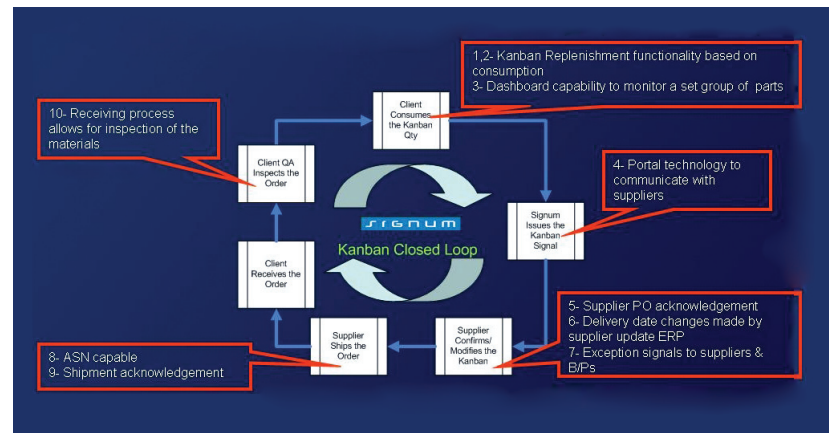 1,2- Kanban Replenishment functionality based on
consumption
3- Dashboard capability to monitor a set group of parts
10- Receiving process
allows for inspection of the
materials
Client
Consumes
the Kanban
Qty
Client QA
Inspects the
Order
4- Portal technology to
communicate with
suppliers
SIGNUM
Kanban Closed Loop
Signum
Issues the
Kanban
Signal
Client
Receives the
Order
5- Supplier PO acknowledgement
6- Delivery date changes made by
supplier update ERP
7- Exception signals to suppliers &
B/Ps
Supplier
Ships the
Order
Supplier
Confirms/
Modifies the
Kanban
8- ASN capable
9- Shipment acknowledgement